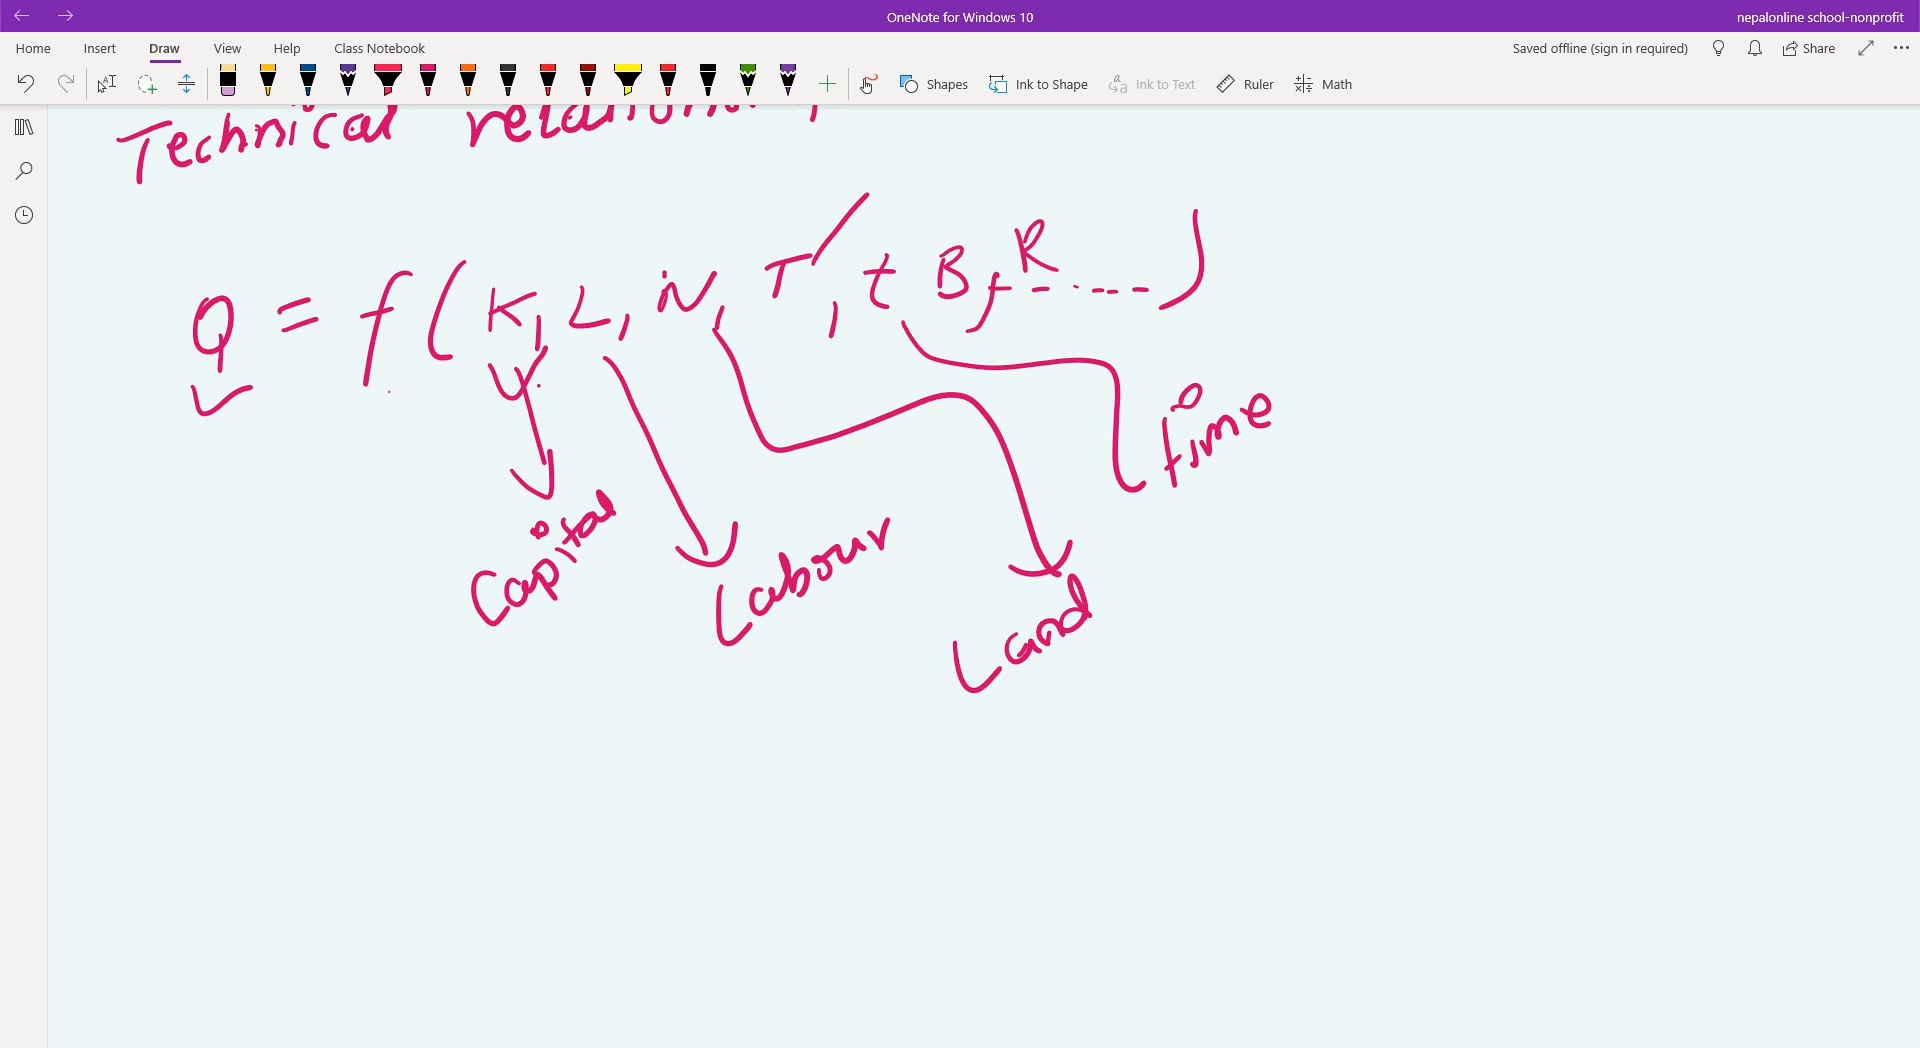 OneNote for Windows 10
nepalonline school-nonprofit
Home Insert Draw View Help Class Notebook
Saved offline (sign in required)
Share
Shapes Ink to Shape Ink to Text Ruler Math
Technical relationship
Q = f(K, L, N, T, t B, R.....)
time
Capital
Labour
Land